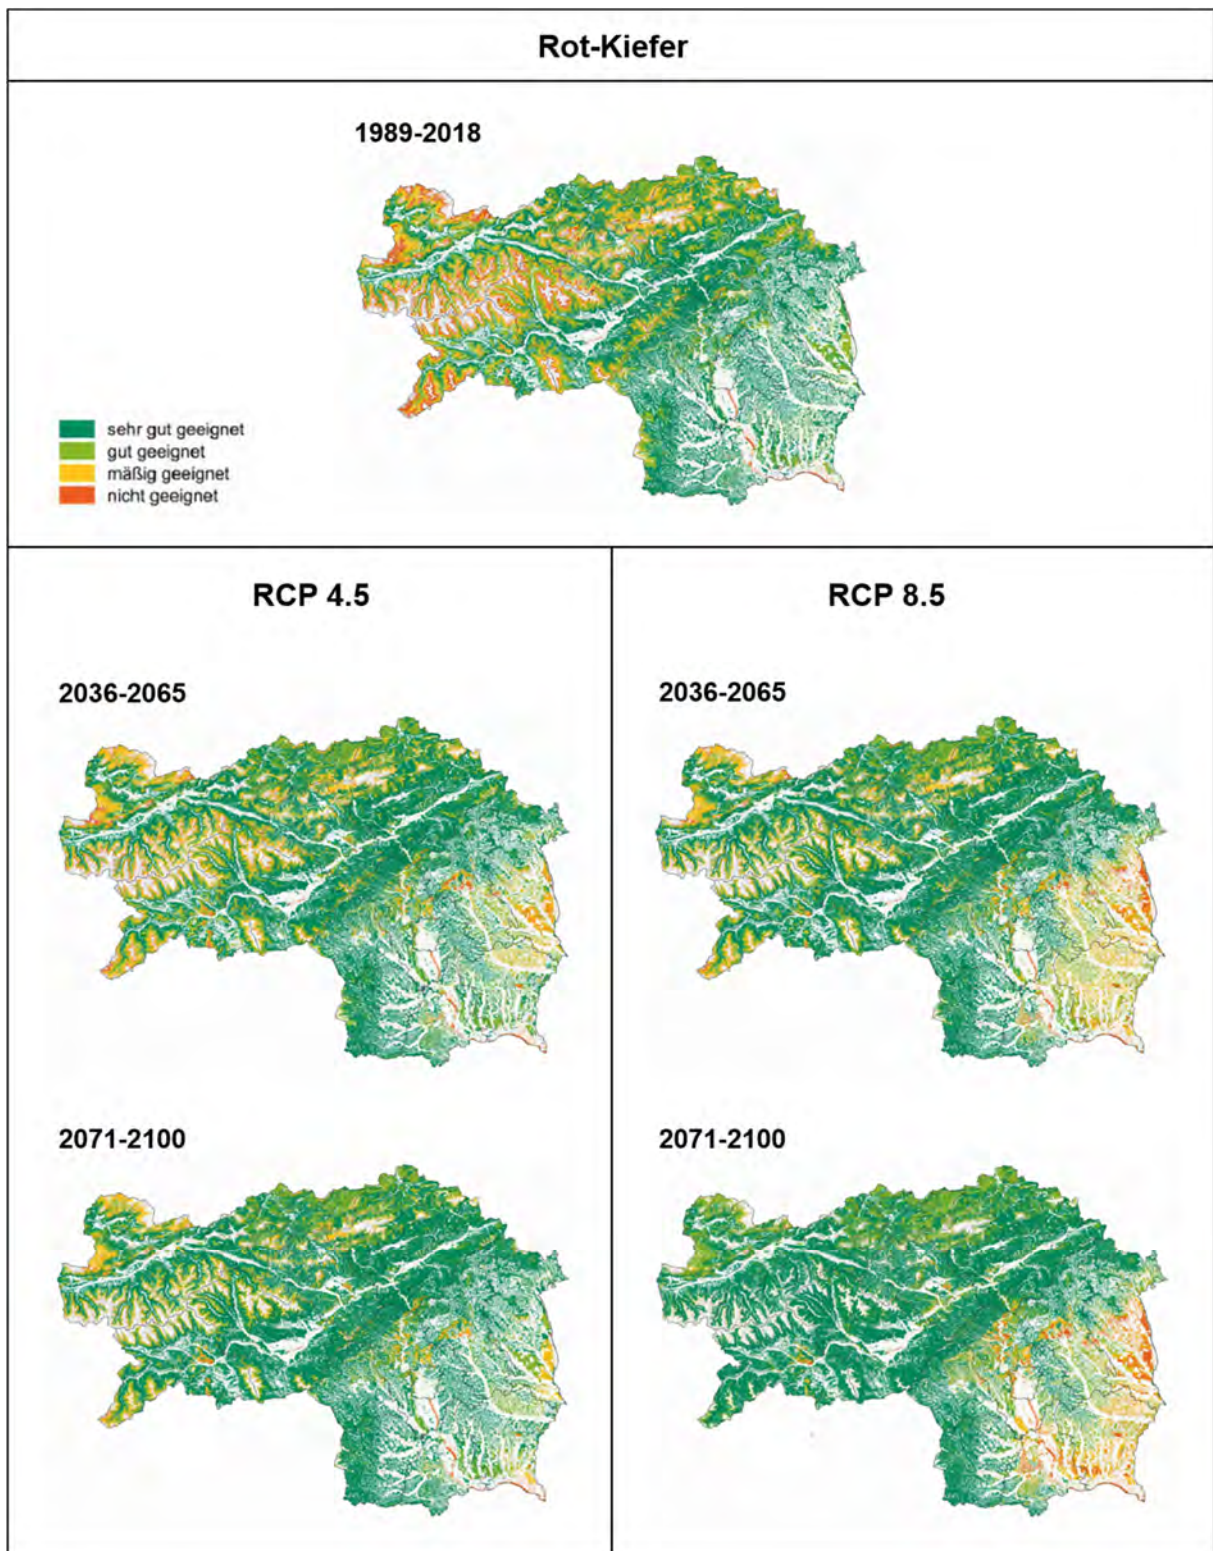 Rot-Kiefer
1989-2018
sehr gut geeignet
gut geeignet
mäßig geeignet
nicht geeignet
RCP 4.5
RCP 8.5
2036-2065
2036-2065
2071-2100
2071-2100